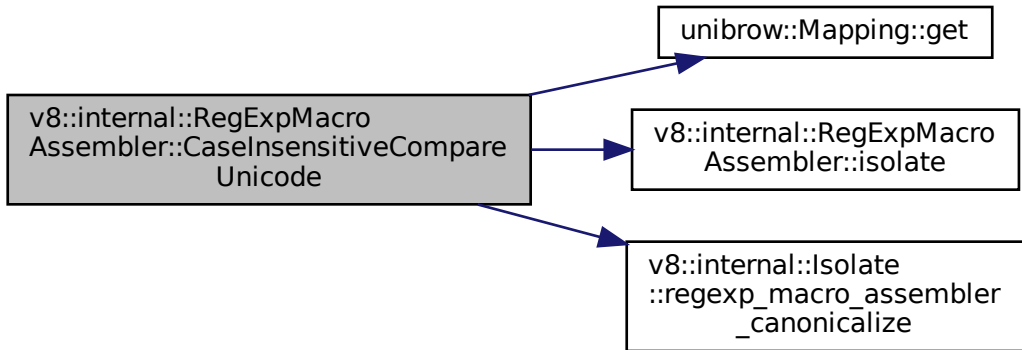 v8::internal::RegExpMacro
Assembler::CaseInsensitiveCompare
Unicode
unibrow::Mapping::get
v8::internal::RegExpMacro
Assembler::isolate
v8::internal::Isolate
::regexp_macro_assembler
_canonicalize